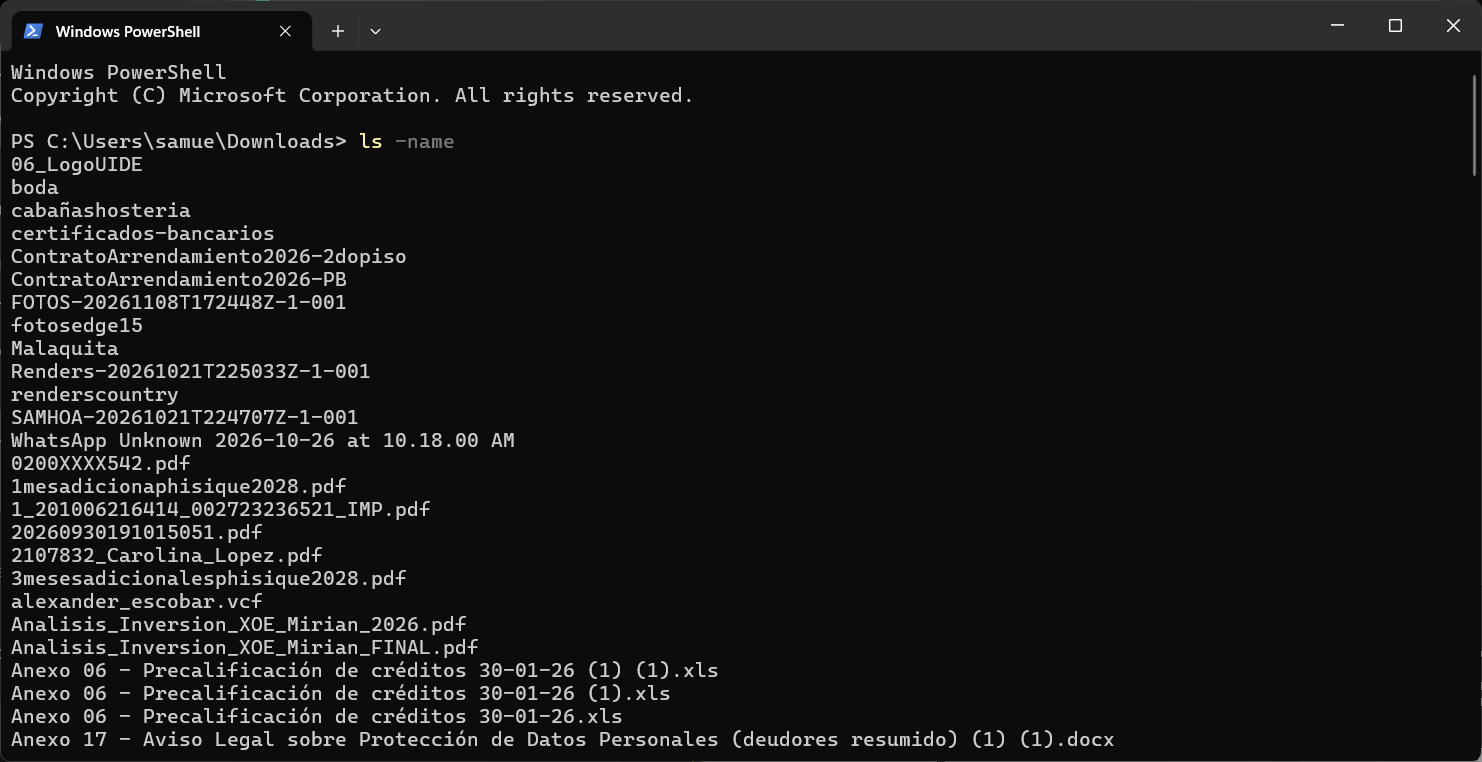 Windows PowerShell
Windows PowerShell
Copyright (C) Microsoft Corporation. All rights reserved.
PS C:\Users\samue\Downloads> ls -name
06_LogoUIDE
boda
cabañashosteria
certificados-bancarios
ContratoArrendamiento2026-2dopiso
ContratoArrendamiento2026-PB
FOTOS-20261108T172448Z-1-001
fotosedge15
Malaquita
Renders-20261021T225033Z-1-001
renderscountry
SAMHOA-20261021T224707Z-1-001
WhatsApp Unknown 2026-10-26 at 10.18.00 AM
0200XXXX542.pdf
1mesadicionaphisique2028.pdf
1_201006216414_002723236521_IMP.pdf
20260930191015051.pdf
2107832_Carolina_Lopez.pdf
3mesesadicionalesphisique2028.pdf
alexander_escobar.vcf
Analisis_Inversion_XOE_Mirian_2026.pdf
Analisis_Inversion_XOE_Mirian_FINAL.pdf
Anexo 06 - Precalificación de créditos 30-01-26 (1) (1).xls
Anexo 06 - Precalificación de créditos 30-01-26 (1).xls
Anexo 06 - Precalificación de créditos 30-01-26.xls
Anexo 17 - Aviso Legal sobre Protección de Datos Personales (deudores resumido) (1) (1).docx